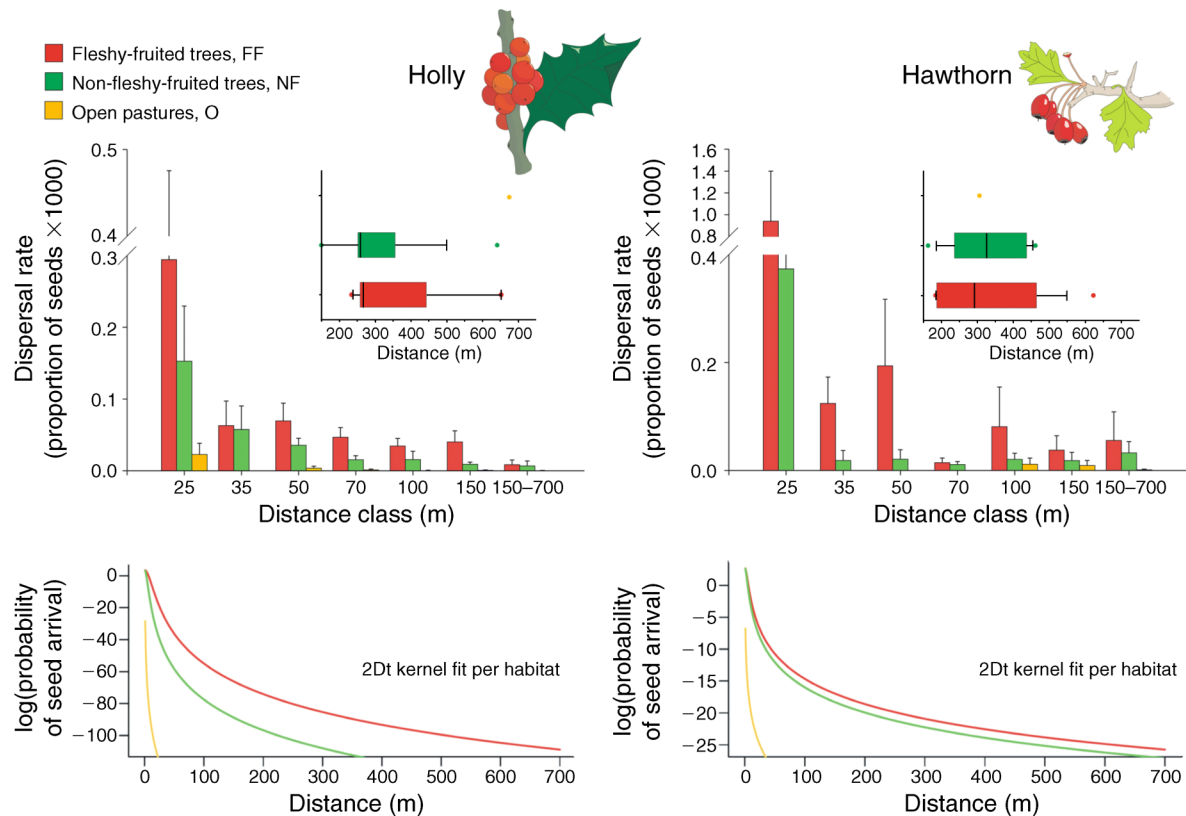 Fleshy-fruited trees, FF
Non-fleshy-fruited trees, NF
Open pastures, O
Holly
Hawthorn
Dispersal rate
(proportion of seeds ×1000)
0.5
0.4
0.3
0.2
0.1
0.0
25 35 50 70 100 150 150–700
Distance class (m)
200 300 400 500 600 700
Distance (m)
Dispersal rate
(proportion of seeds ×1000)
1.6
1.4
1.2
1.0
0.8
0.4
0.2
0.0
25 35 50 70 100 150 150–700
Distance class (m)
200 300 400 500 600 700
Distance (m)
log(probability
of seed arrival)
0
−20
−40
−60
−80
−100
2Dt kernel fit per habitat
0 100 200 300 400 500 600 700
Distance (m)
log(probability
of seed arrival)
0
−5
−10
−15
−20
−25
2Dt kernel fit per habitat
0 100 200 300 400 500 600 700
Distance (m)